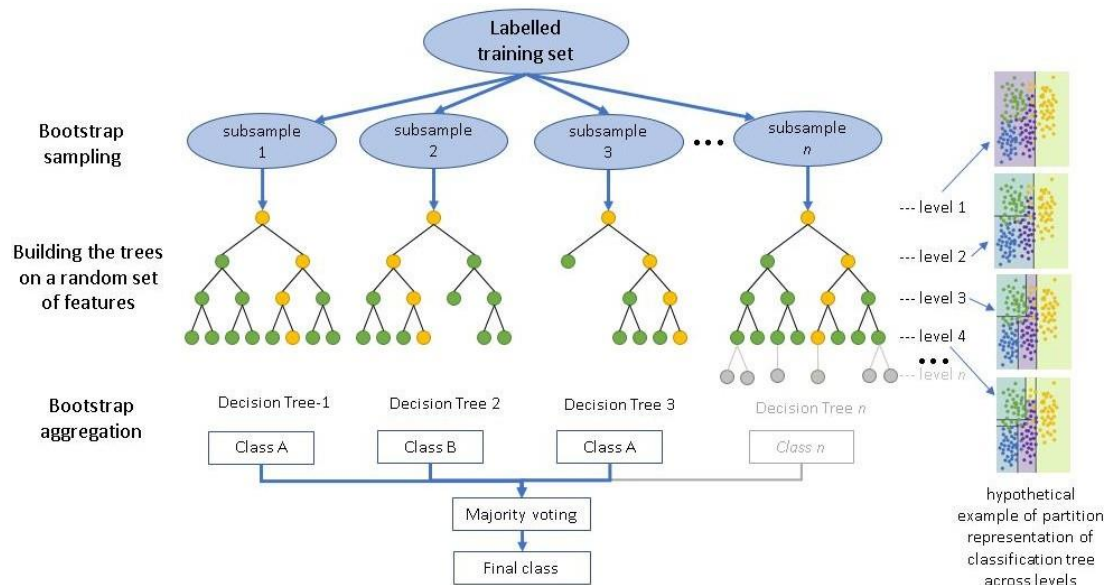 Labelled
training set
Bootstrap
sampling
subsample
1
subsample
2
subsample
3
•••
subsample
n
Building the trees
on a random set
of features
--- level 1
--- level 2
--- level 3
level 4
•••
---- level n
Bootstrap
aggregation
Decision Tree-1
Decision Tree 2
Decision Tree 3
Decision Tree n
Class A
Class B
Class A
Class n
Majority voting
Final class
hypothetical
example of partition
representation of
classification tree
across levels